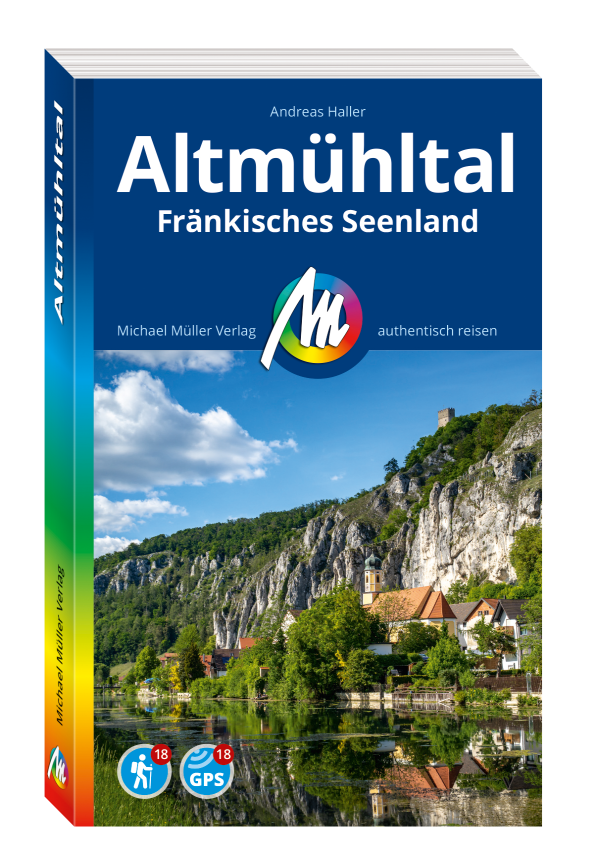 Andreas Haller
Altmühltal
Fränkisches Seenland
Michael Müller Verlag
authentisch reisen
Altmühltal
Michael Müller Verlag
18
18
GPS